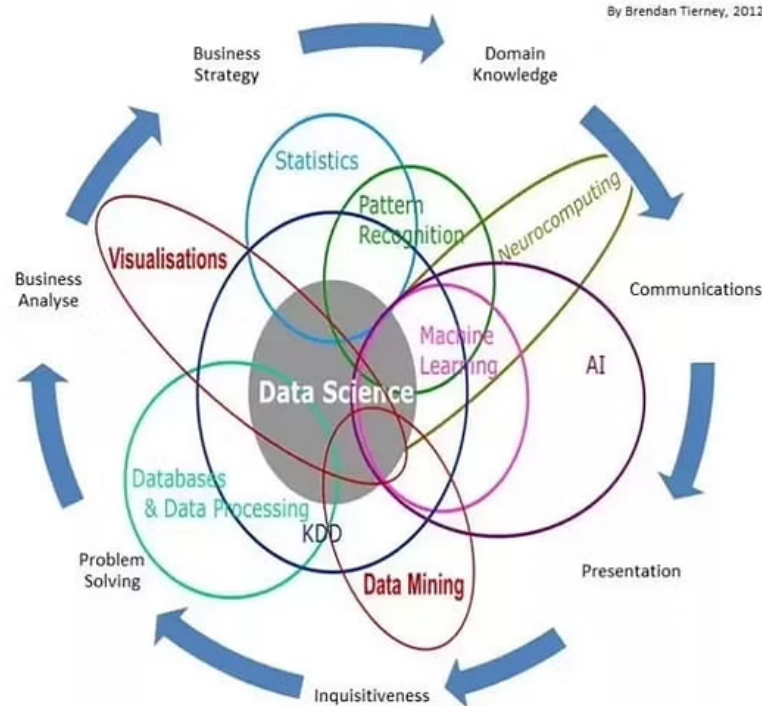 By Brendan Tierney, 2012
Business
Strategy
Domain
Knowledge
Statistics
Pattern
Recognition
Neurocomputing
Visualisations
Business
Analyse
Communications
Machine
Learning
AI
Data Science
Databases
& Data Processing
KDD
Problem
Solving
Data Mining
Presentation
Inquisitiveness